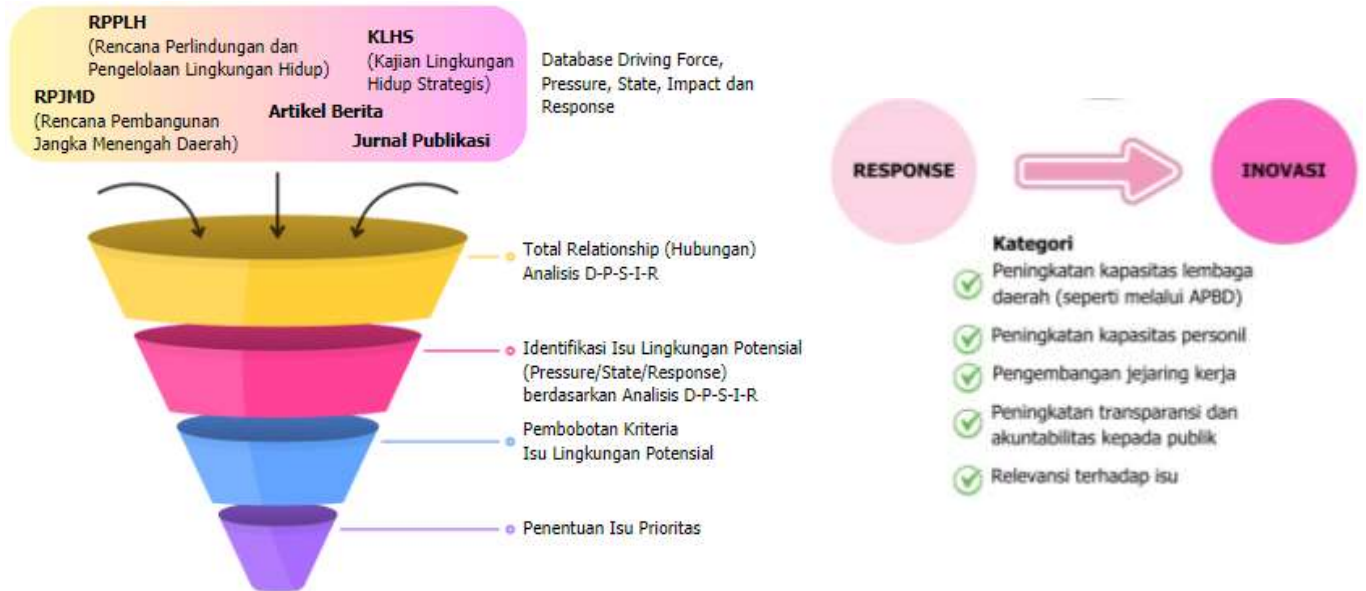 RPPLH
(Rencana Perlindungan dan
Pengelolaan Lingkungan Hidup)
KLHS
(Kajian Lingkungan
Hidup Strategis)
RPJMD
(Rencana Pembangunan
Jangka Menengah Daerah)
Artikel Berita
Jurnal Publikasi
Database Driving Force,
Pressure, State, Impact dan
Response
Total Relationship (Hubungan)
Analisis D-P-S-I-R
Identifikasi Isu Lingkungan Potensial
(Pressure/State/Response)
berdasarkan Analisis D-P-S-I-R
Pembobotan Kriteria
Isu Lingkungan Potensial
Penentuan Isu Prioritas
RESPONSE
INOVASI
Kategori
Peningkatan kapasitas lembaga
daerah (seperti melalui APBD)
Peningkatan kapasitas personil
Pengembangan jejaring kerja
Peningkatan transparansi dan
akuntabilitas kepada publik
Relevansi terhadap isu